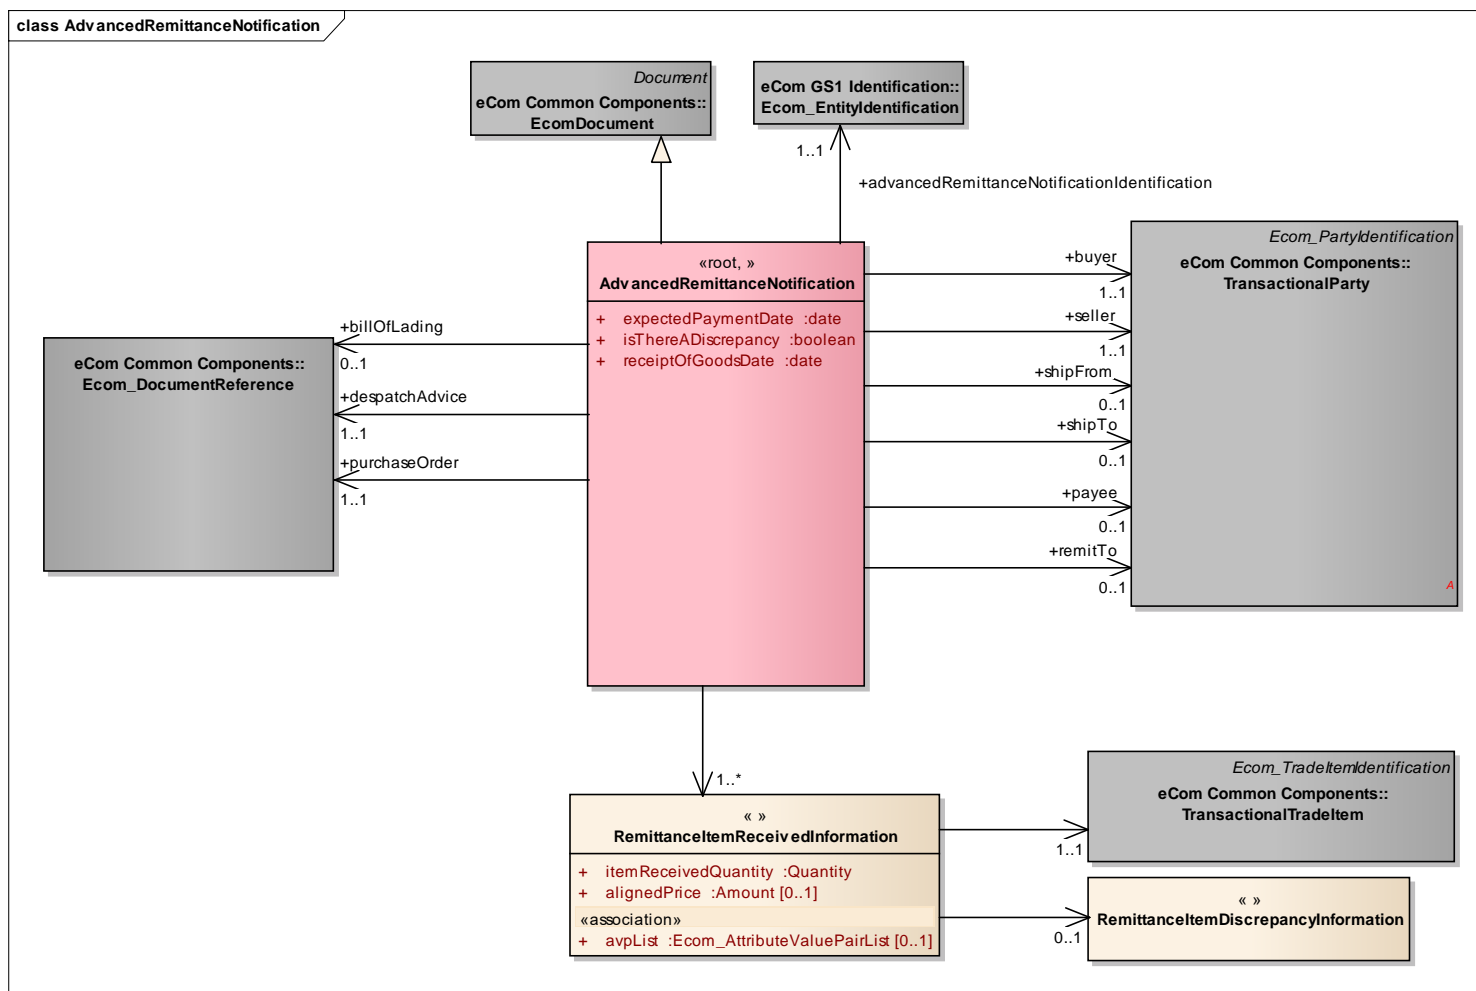 class AdvancedRemittanceNotification
Document
eCom Common Components::
EcomDocument
eCom GS1 Identification::
Ecom_EntityIdentification
1..1
+advancedRemittanceNotificationIdentification
Ecom_PartyIdentification
eCom Common Components::
TransactionalParty
A
«root, »
AdvancedRemittanceNotification
+ expectedPaymentDate :date
+ isThereADiscrepancy :boolean
+ receiptOfGoodsDate :date
+buyer
1..1
+seller
1..1
+shipFrom
0..1
+shipTo
0..1
+payee
0..1
+remitTo
0..1
eCom Common Components::
Ecom_DocumentReference
+billOfLading
0..1
+despatchAdvice
1..1
+purchaseOrder
1..1
1..*
« »
RemittanceItemReceivedInformation
+ itemReceivedQuantity :Quantity
+ alignedPrice :Amount [0..1]
«association»
+ avpList :Ecom_AttributeValuePairList [0..1]
Ecom_TradeItemIdentification
eCom Common Components::
TransactionalTradeItem
1..1
« »
RemittanceItemDiscrepancyInformation
0..1